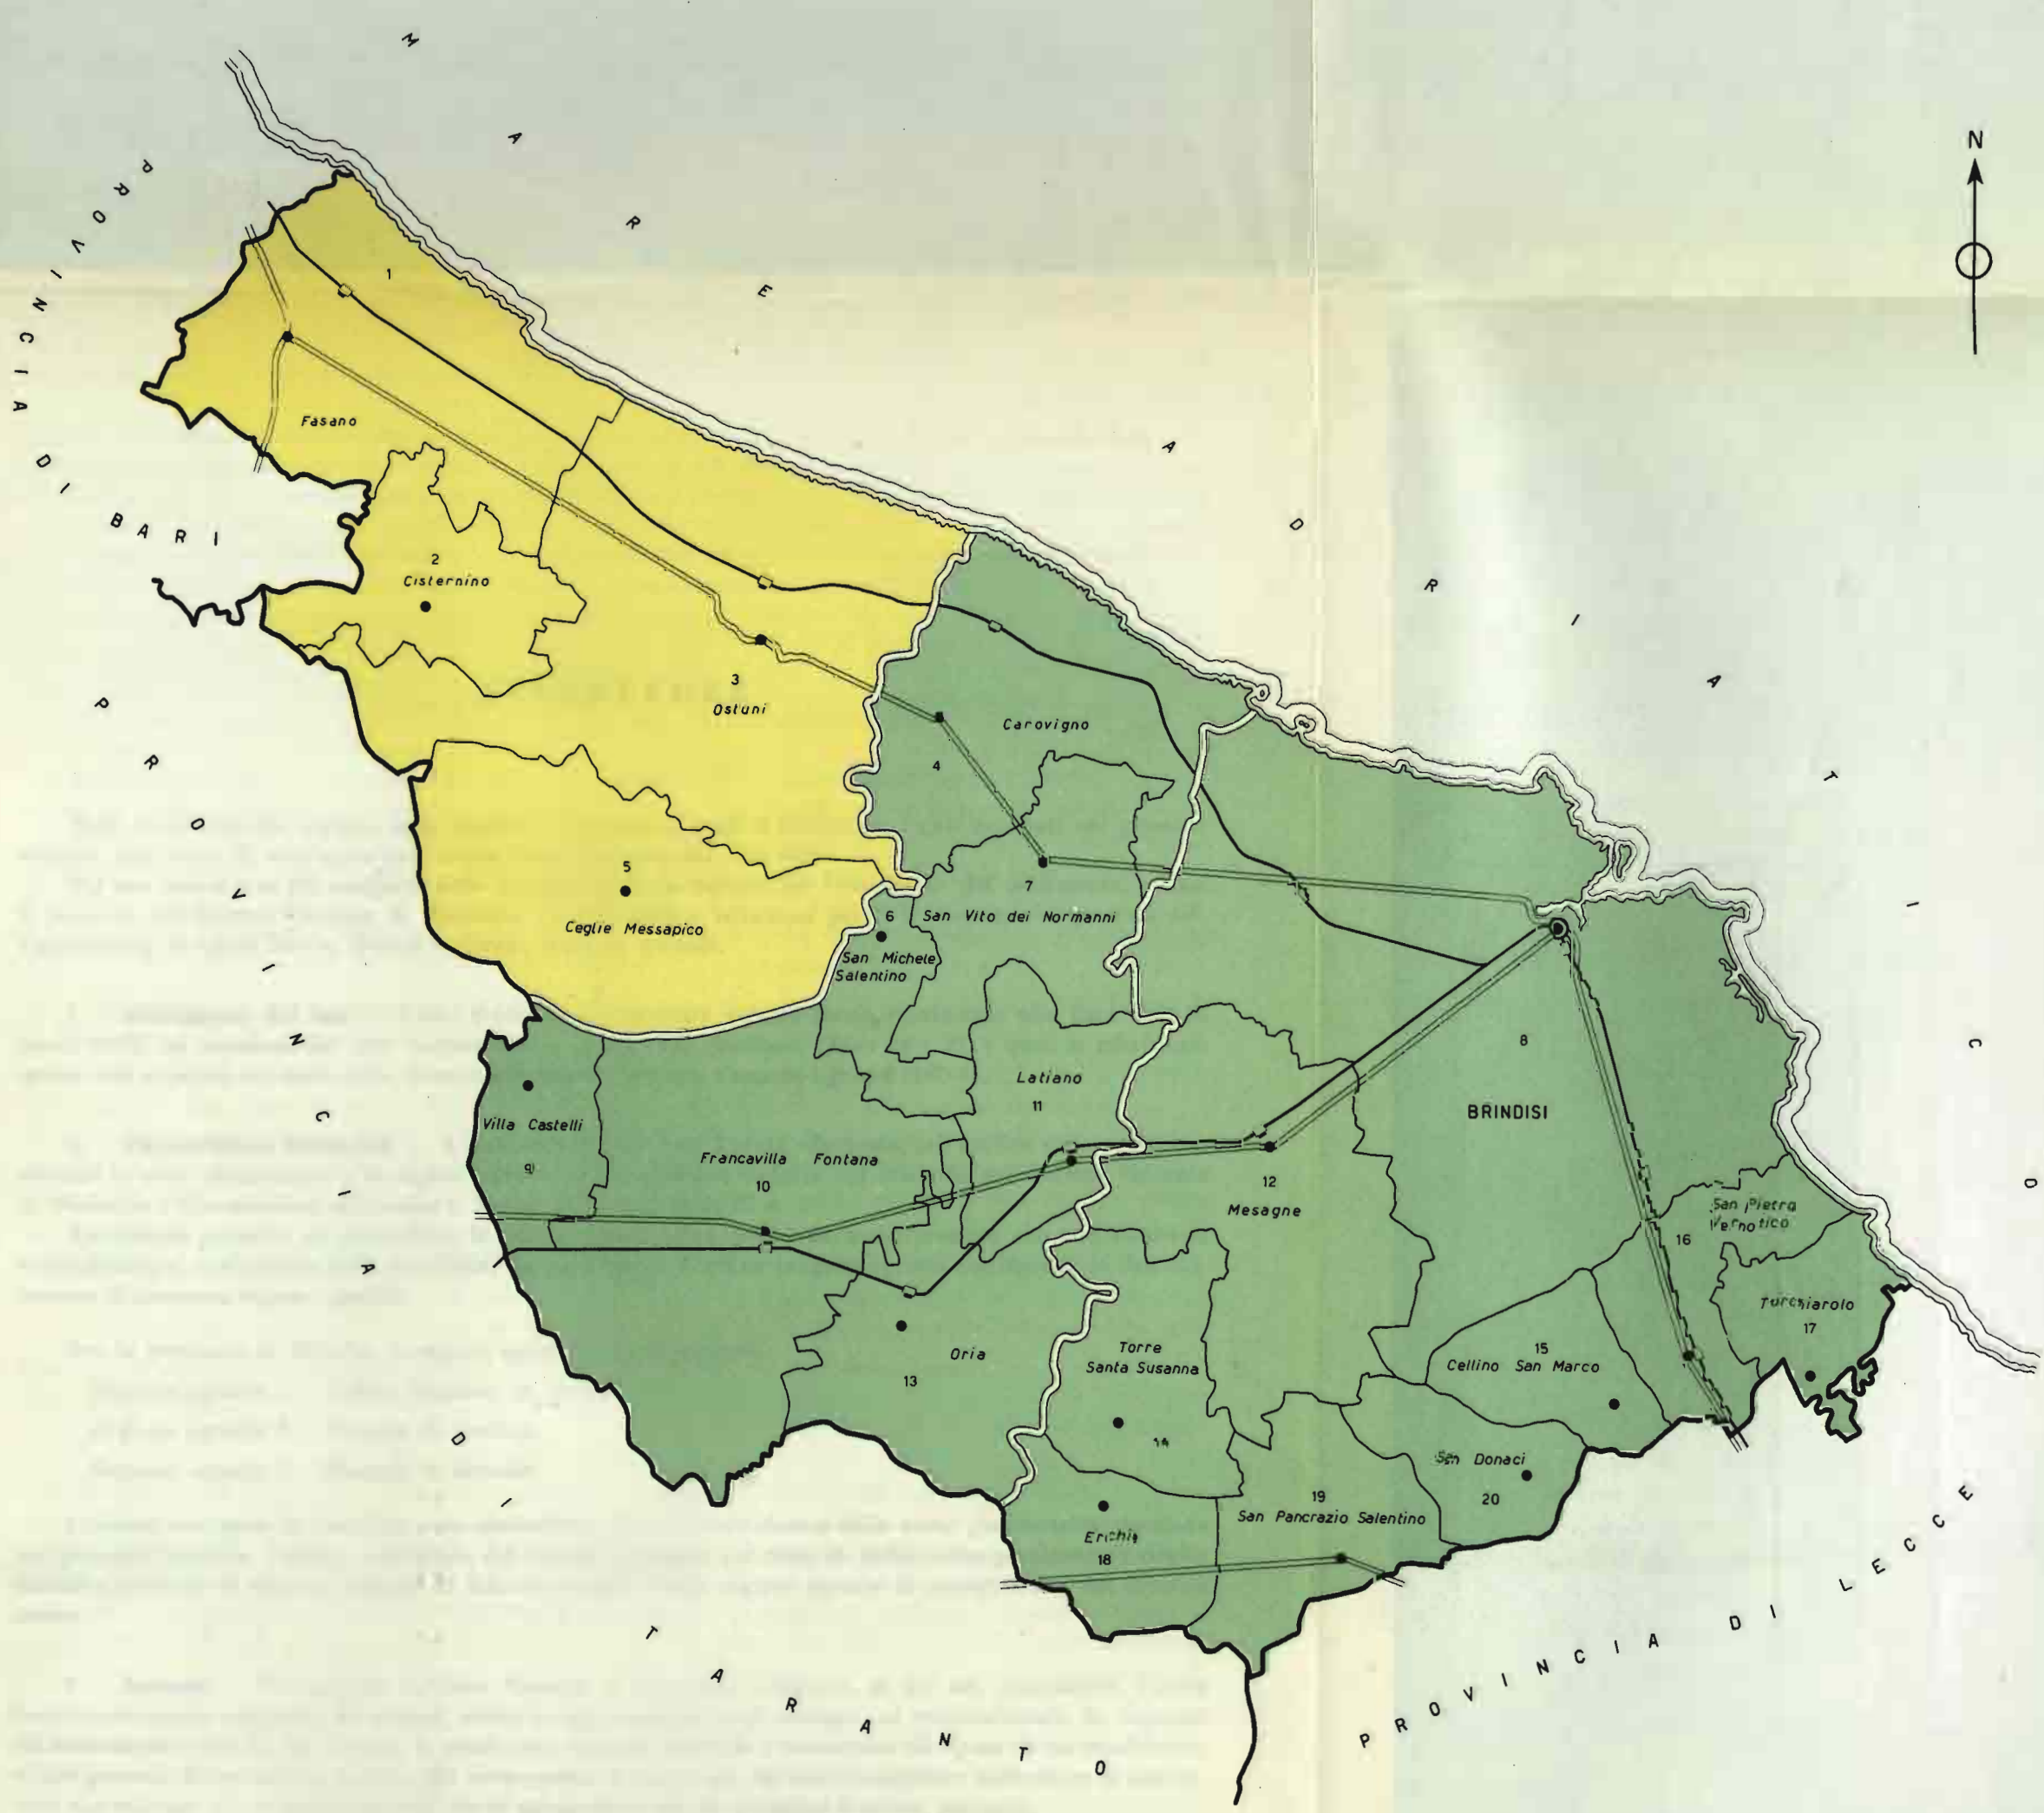 MARE ADRIATICO
N
PROVINCIA DI BARI
1
Fasano
2
Cisternino
3
Ostuni
Carovigno
4
5
Ceglie Messapico
6
San Michele
Salentino
7
San Vito dei Normanni
8
BRINDISI
Latiano
11
Villa Castelli
9
Francavilla Fontana
10
12
Mesagne
San Pietro
Vernotico
16
Turchiarolo
17
Oria
13
Torre
Santa Susanna
14
15
Cellino San Marco
San Donaci
20
19
San Pancrazio Salentino
Erchie
18
PROVINCIA DI TARANTO
PROVINCIA DI LECCE